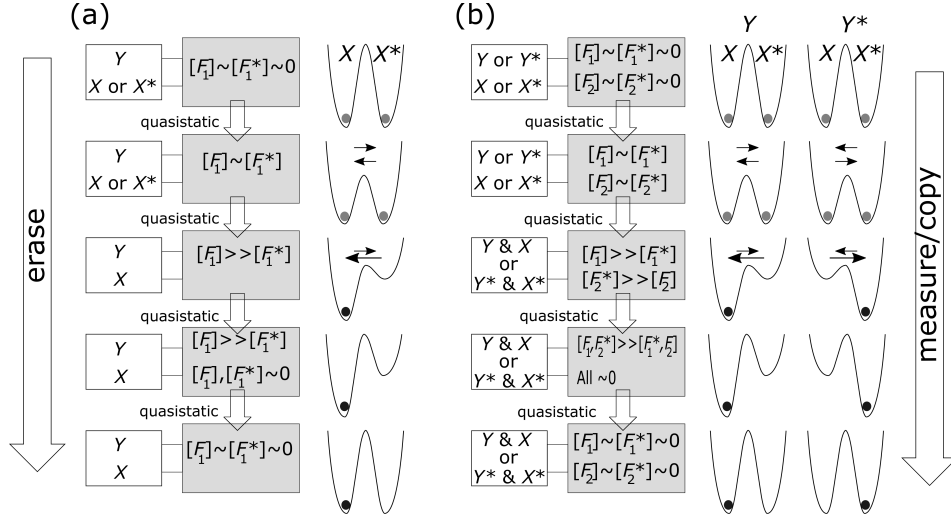 (a)
erase
Y
X or X*
[F₁]~[F₁*]~0
X X*
quasistatic
Y
X or X*
[F₁]~[F₁*]
quasistatic
Y
X
[F₁]>>[F₁*]
quasistatic
Y
X
[F₁]>>[F₁*]
[F₁],[F₁*]~0
quasistatic
Y
X
[F₁]~[F₁*]~0
(b)
Y Y*
X X* X X*
Y or Y*
X or X*
[F₁]~[F₁*]~0
[F₂]~[F₂*]~0
quasistatic
Y or Y*
X or X*
[F₁]~[F₁*]
[F₂]~[F₂*]
quasistatic
Y & X
or
Y* & X*
[F₁]>>[F₁*]
[F₂*]>>[F₂]
quasistatic
Y & X
or
Y* & X*
[F₁,F₂*]>>[F₁*,F₂]
All ~0
quasistatic
Y & X
or
Y* & X*
[F₁]~[F₁*]~0
[F₂]~[F₂*]~0
measure/copy